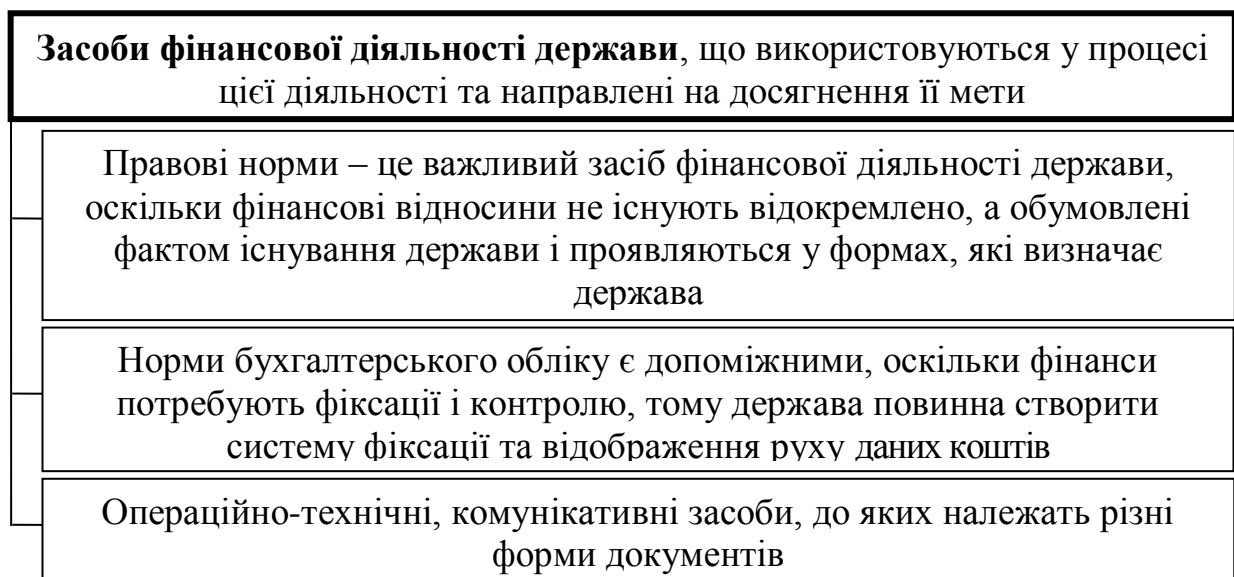 Засоби фінансової діяльності держави, що використовуються у процесі
цієї діяльності та направлені на досягнення її мети
Правові норми – це важливий засіб фінансової діяльності держави,
оскільки фінансові відносини не існують відокремлено, а обумовлені
фактом існування держави і проявляються у формах, які визначає
держава
Норми бухгалтерського обліку є допоміжними, оскільки фінанси
потребують фіксації і контролю, тому держава повинна створити
систему фіксації та відображення руху даних коштів
Операційно-технічні, комунікативні засоби, до яких належать різні
форми документів